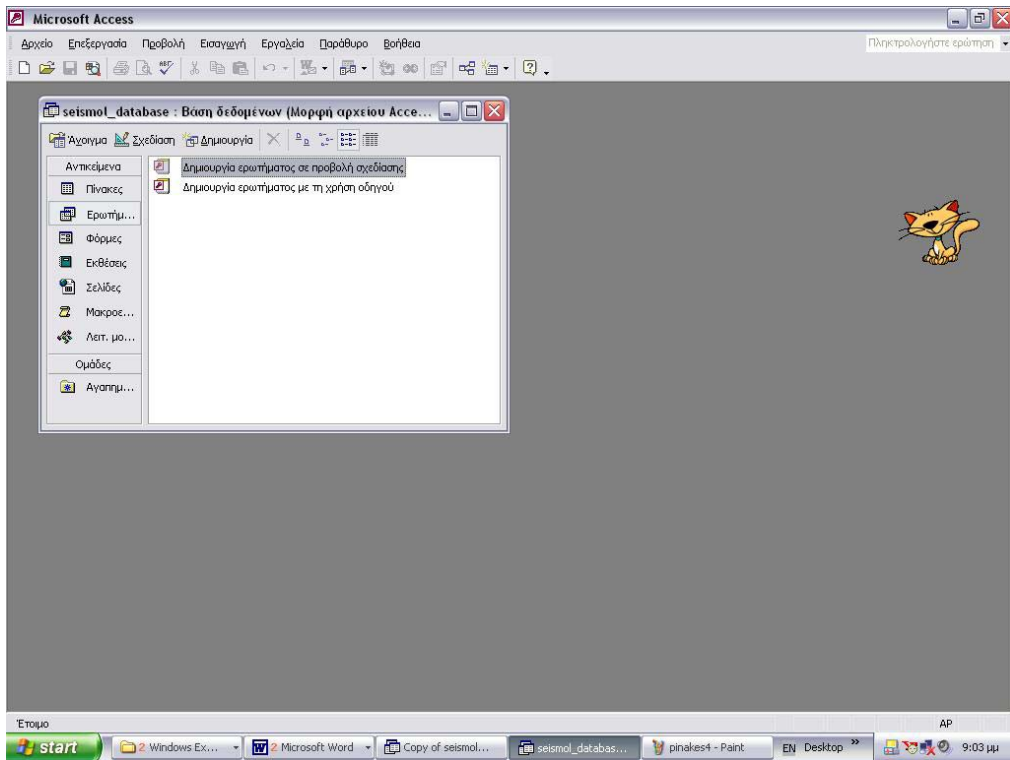 Microsoft Access
Αρχείο Επεξεργασία Προβολή Εισαγωγή Εργαλεία Παράθυρο Βοήθεια Πληκτρολογήστε ερώτηση
seismol_database : Βάση δεδομένων (Μορφή αρχείου Acce...
Άνοιγμα Σχεδίαση Δημιουργία
Αντικείμενα
Πίνακες
Ερωτήμ...
Φόρμες
Εκθέσεις
Σελίδες
Μακροε...
Λειτ. μο...
Ομάδες
Αγαπημ...
Δημιουργία ερωτήματος σε προβολή σχεδίασης
Δημιουργία ερωτήματος με τη χρήση οδηγού
Έτοιμο AP
start 2 Windows Ex... 2 Microsoft Word Copy of seismol... seismol_databas... pinakes4 - Paint EN Desktop » 9:03 μμ